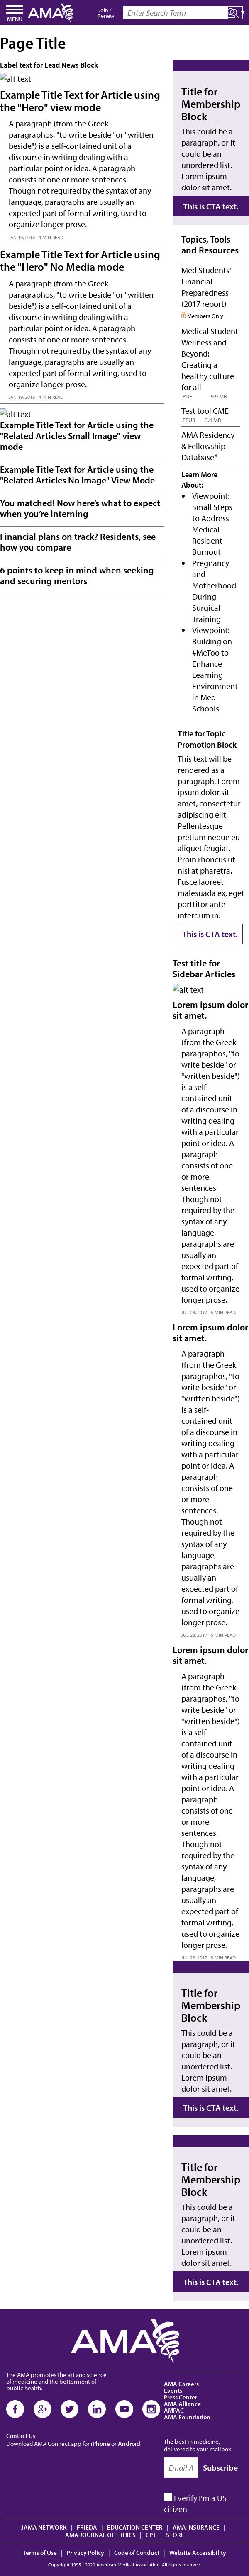 MENU
AMA
Join /
Renew
Enter Search Term
Page Title
Label text for Lead News Block
alt text
Example Title Text for Article using
the "Hero" view mode
A paragraph (from the Greek
paragraphos, "to write beside" or "written
beside") is a self-contained unit of a
discourse in writing dealing with a
particular point or idea. A paragraph
consists of one or more sentences.
Though not required by the syntax of any
language, paragraphs are usually an
expected part of formal writing, used to
organize longer prose.
JAN 19, 2018 | 4 MIN READ
Example Title Text for Article using
the "Hero" No Media mode
A paragraph (from the Greek
paragraphos, "to write beside" or "written
beside") is a self-contained unit of a
discourse in writing dealing with a
particular point or idea. A paragraph
consists of one or more sentences.
Though not required by the syntax of any
language, paragraphs are usually an
expected part of formal writing, used to
organize longer prose.
JAN 19, 2018 | 4 MIN READ
alt text
Example Title Text for Article using the
"Related Articles Small Image" view
mode
Example Title Text for Article using the
"Related Articles No Image" View Mode
You matched! Now here's what to expect
when you're interning
Financial plans on track? Residents, see
how you compare
6 points to keep in mind when seeking
and securing mentors
Title for
Membership
Block
This could be a
paragraph, or it
could be an
unordered list.
Lorem ipsum
dolor sit amet.
This is CTA text.
Topics, Tools
and Resources
Med Students'
Financial
Preparedness
(2017 report)
Members Only
Medical Student
Wellness and
Beyond:
Creating a
healthy culture
for all
.PDF 9.9 MB
Test tool CME
.EPUB 3.4 MB
AMA Residency
& Fellowship
Database®
Learn More
About:
• Viewpoint:
Small Steps
to Address
Medical
Resident
Burnout
• Pregnancy
and
Motherhood
During
Surgical
Training
• Viewpoint:
Building on
#MeToo to
Enhance
Learning
Environment
in Med
Schools
Title for Topic
Promotion Block
This text will be
rendered as a
paragraph. Lorem
ipsum dolor sit
amet, consectetur
adipiscing elit.
Pellentesque
pretium neque eu
aliquet feugiat.
Proin rhoncus ut
nisi at pharetra.
Fusce laoreet
malesuada ex, eget
porttitor ante
interdum in.
This is CTA text.
Test title for
Sidebar Articles
alt text
Lorem ipsum dolor
sit amet.
A paragraph
(from the Greek
paragraphos, "to
write beside" or
"written beside")
is a self-
contained unit
of a discourse in
writing dealing
with a particular
point or idea. A
paragraph
consists of one
or more
sentences.
Though not
required by the
syntax of any
language,
paragraphs are
usually an
expected part of
formal writing,
used to organize
longer prose.
JUL 28, 2017 | 5 MIN READ
Lorem ipsum dolor
sit amet.
A paragraph
(from the Greek
paragraphos, "to
write beside" or
"written beside")
is a self-
contained unit
of a discourse in
writing dealing
with a particular
point or idea. A
paragraph
consists of one
or more
sentences.
Though not
required by the
syntax of any
language,
paragraphs are
usually an
expected part of
formal writing,
used to organize
longer prose.
JUL 28, 2017 | 5 MIN READ
Lorem ipsum dolor
sit amet.
A paragraph
(from the Greek
paragraphos, "to
write beside" or
"written beside")
is a self-
contained unit
of a discourse in
writing dealing
with a particular
point or idea. A
paragraph
consists of one
or more
sentences.
Though not
required by the
syntax of any
language,
paragraphs are
usually an
expected part of
formal writing,
used to organize
longer prose.
JUL 28, 2017 | 5 MIN READ
Title for
Membership
Block
This could be a
paragraph, or it
could be an
unordered list.
Lorem ipsum
dolor sit amet.
This is CTA text.
Title for
Membership
Block
This could be a
paragraph, or it
could be an
unordered list.
Lorem ipsum
dolor sit amet.
This is CTA text.
AMA
The AMA promotes the art and science
of medicine and the betterment of
public health.
Contact Us
Download AMA Connect app for iPhone or Android
AMA Careers
Events
Press Center
AMA Alliance
AMPAC
AMA Foundation
The best in medicine,
delivered to your mailbox
Email A
Subscribe
I verify I'm a US
citizen
JAMA NETWORK | FRIEDA | EDUCATION CENTER | AMA INSURANCE |
AMA JOURNAL OF ETHICS | CPT | STORE
Terms of Use | Privacy Policy | Code of Conduct | Website Accessibility
Copyright 1995 - 2020 American Medical Association. All rights reserved.